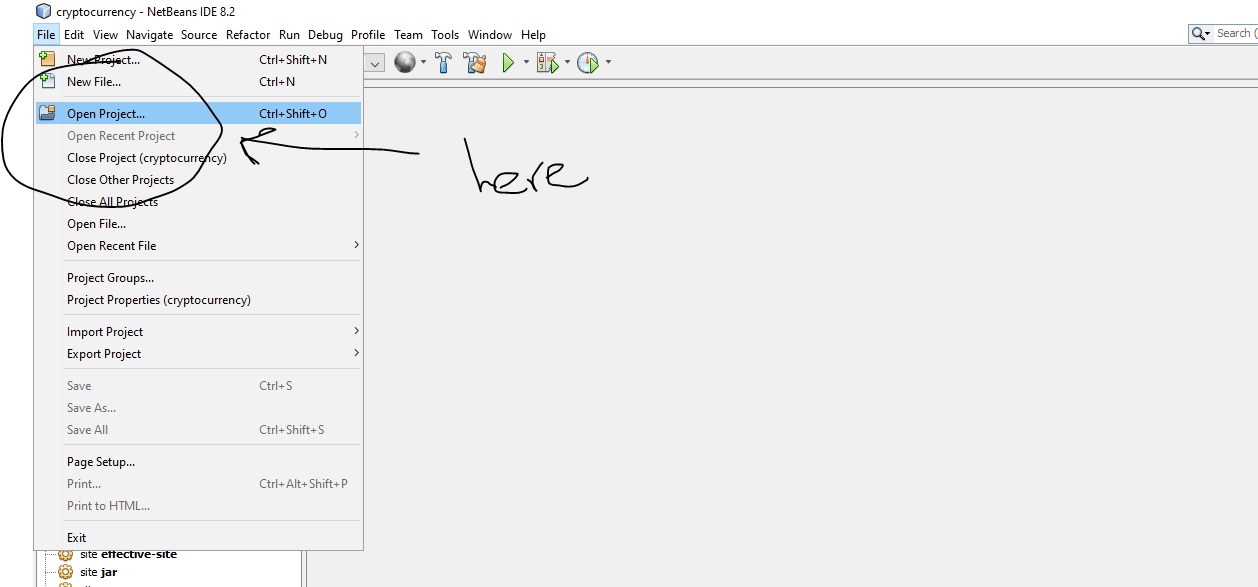 cryptocurrency - NetBeans IDE 8.2
File Edit View Navigate Source Refactor Run Debug Profile Team Tools Window Help
Search (
New Project... Ctrl+Shift+N
New File... Ctrl+N
Open Project... Ctrl+Shift+O
Open Recent Project
Close Project (cryptocurrency)
here
Close Other Projects
Close All Projects
Open File...
Open Recent File
Project Groups...
Project Properties (cryptocurrency)
Import Project
Export Project
Save Ctrl+S
Save As...
Save All Ctrl+Shift+S
Page Setup...
Print... Ctrl+Alt+Shift+P
Print to HTML...
Exit
site effective-site
site jar